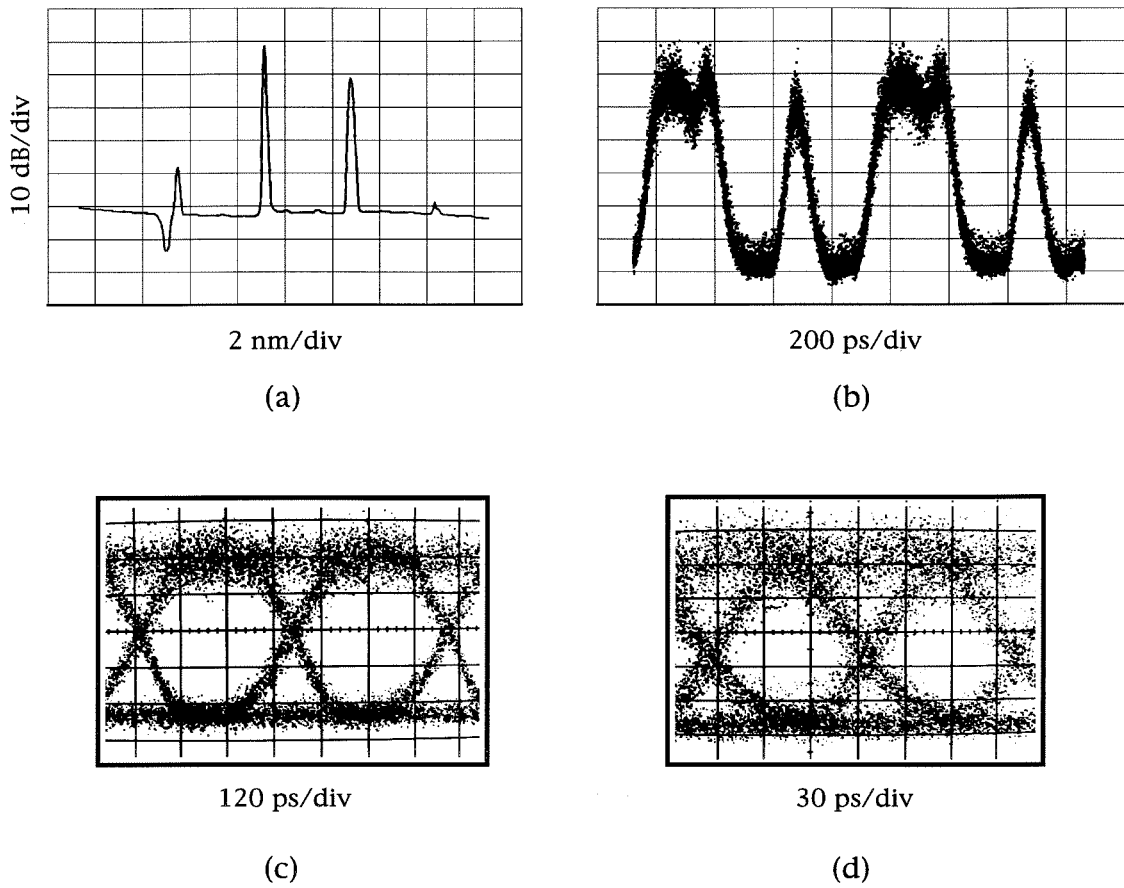 10 dB/div
2 nm/div
(a)
200 ps/div
(b)
120 ps/div
(c)
30 ps/div
(d)